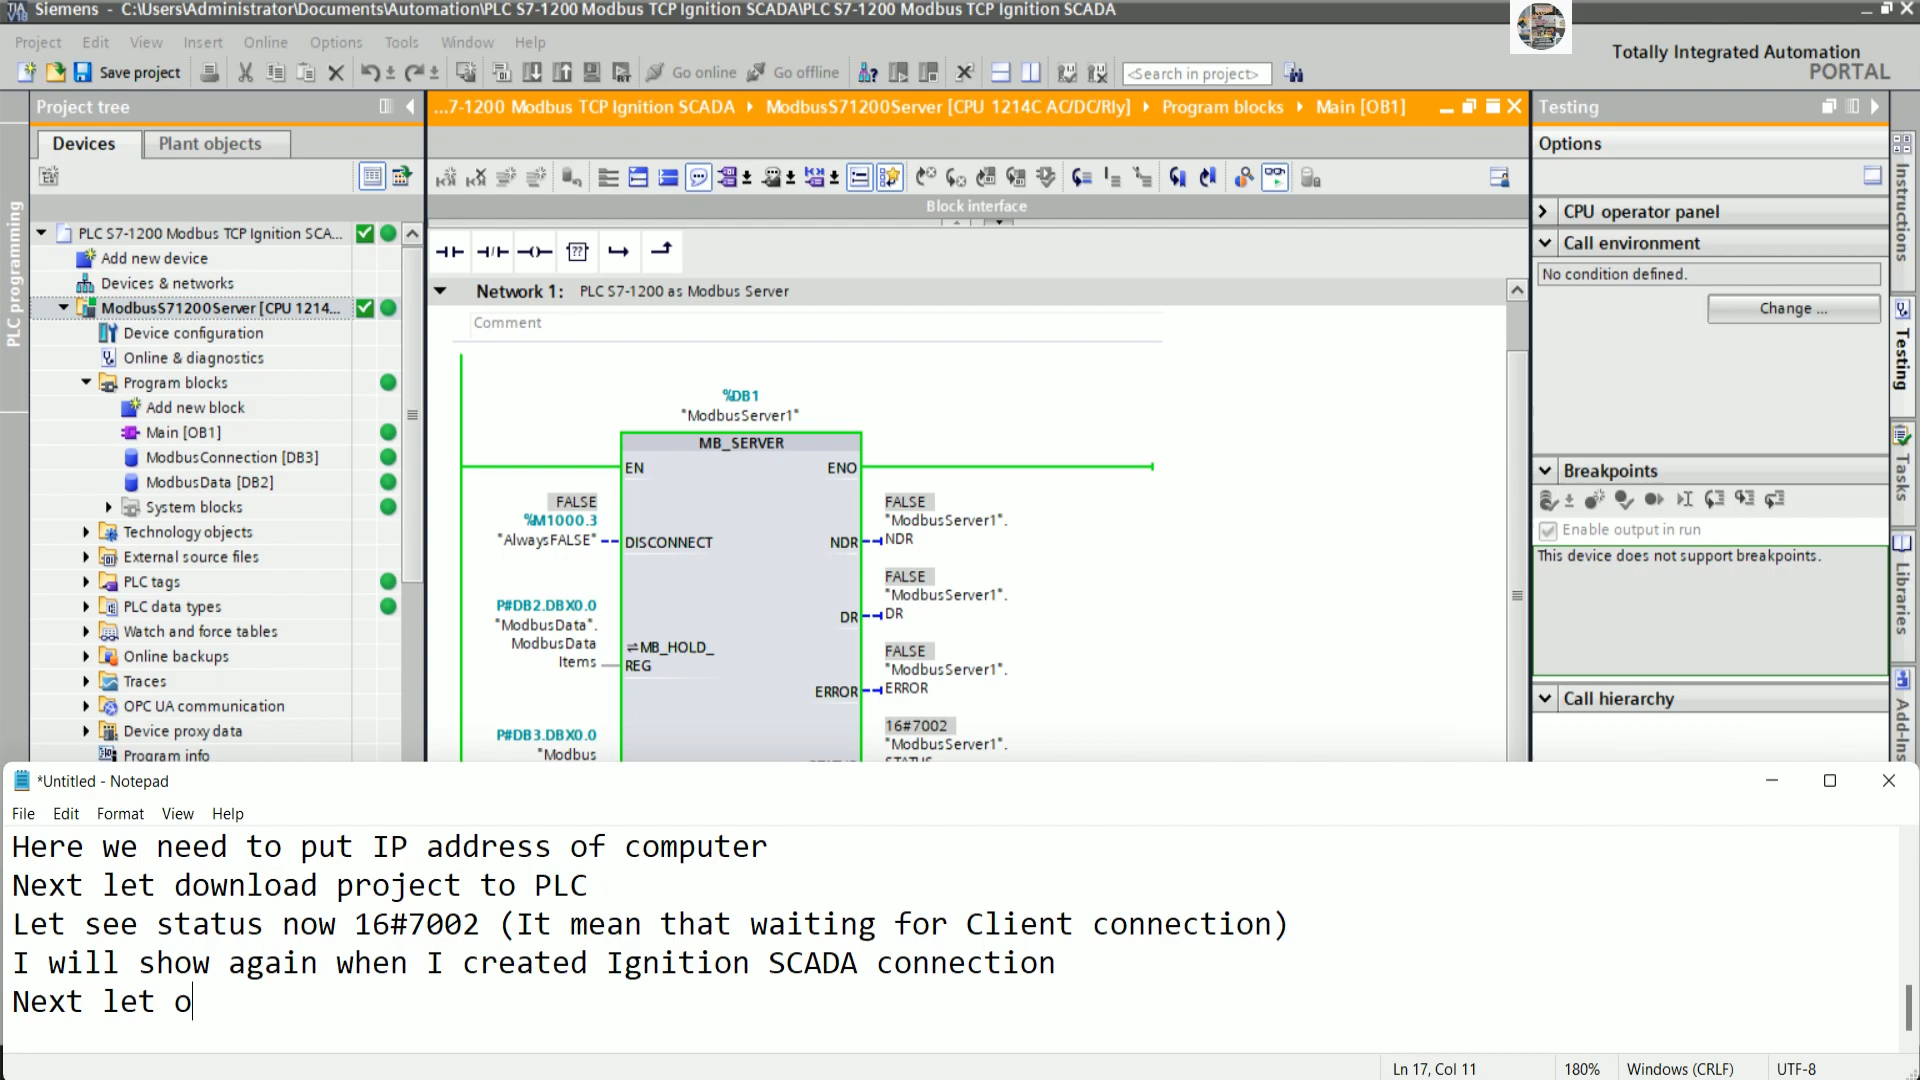 Siemens - C:\Users\Administrator\Documents\Automation\PLC S7-1200 Modbus TCP Ignition SCADA\PLC S7-1200 Modbus TCP Ignition SCADA
Project Edit View Insert Online Options Tools Window Help
Totally Integrated Automation
PORTAL
Save project
Go online
Go offline
<Search in project>
Project tree
...7-1200 Modbus TCP Ignition SCADA
ModbusS71200Server [CPU 1214C AC/DC/Rly]
Program blocks
Main [OB1]
Testing
Devices
Plant objects
Options
Block interface
PLC programming
PLC S7-1200 Modbus TCP Ignition SCA...
Add new device
Devices & networks
ModbusS71200Server [CPU 1214...
Device configuration
Online & diagnostics
Program blocks
Add new block
Main [OB1]
ModbusConnection [DB3]
ModbusData [DB2]
System blocks
Technology objects
External source files
PLC tags
PLC data types
Watch and force tables
Online backups
Traces
OPC UA communication
Device proxy data
Program info
??
Network 1: PLC S7-1200 as Modbus Server
Comment
%DB1
"ModbusServer1"
MB_SERVER
EN
ENO
FALSE
%M1000.3
"AlwaysFALSE"
DISCONNECT
P#DB2.DBX0.0
"ModbusData".
ModbusData
Items
MB_HOLD_
REG
P#DB3.DBX0.0
"Modbus
NDR
FALSE
"ModbusServer1".
NDR
DR
FALSE
"ModbusServer1".
DR
ERROR
FALSE
"ModbusServer1".
ERROR
16#7002
"ModbusServer1".
STATUS
CPU operator panel
Call environment
No condition defined.
Change ...
Breakpoints
Enable output in run
This device does not support breakpoints.
Call hierarchy
Instructions
Testing
Tasks
Libraries
Add-Ins
*Untitled - Notepad
File Edit Format View Help
Here we need to put IP address of computer
Next let download project to PLC
Let see status now 16#7002 (It mean that waiting for Client connection)
I will show again when I created Ignition SCADA connection
Next let o
Ln 17, Col 11
180%
Windows (CRLF)
UTF-8